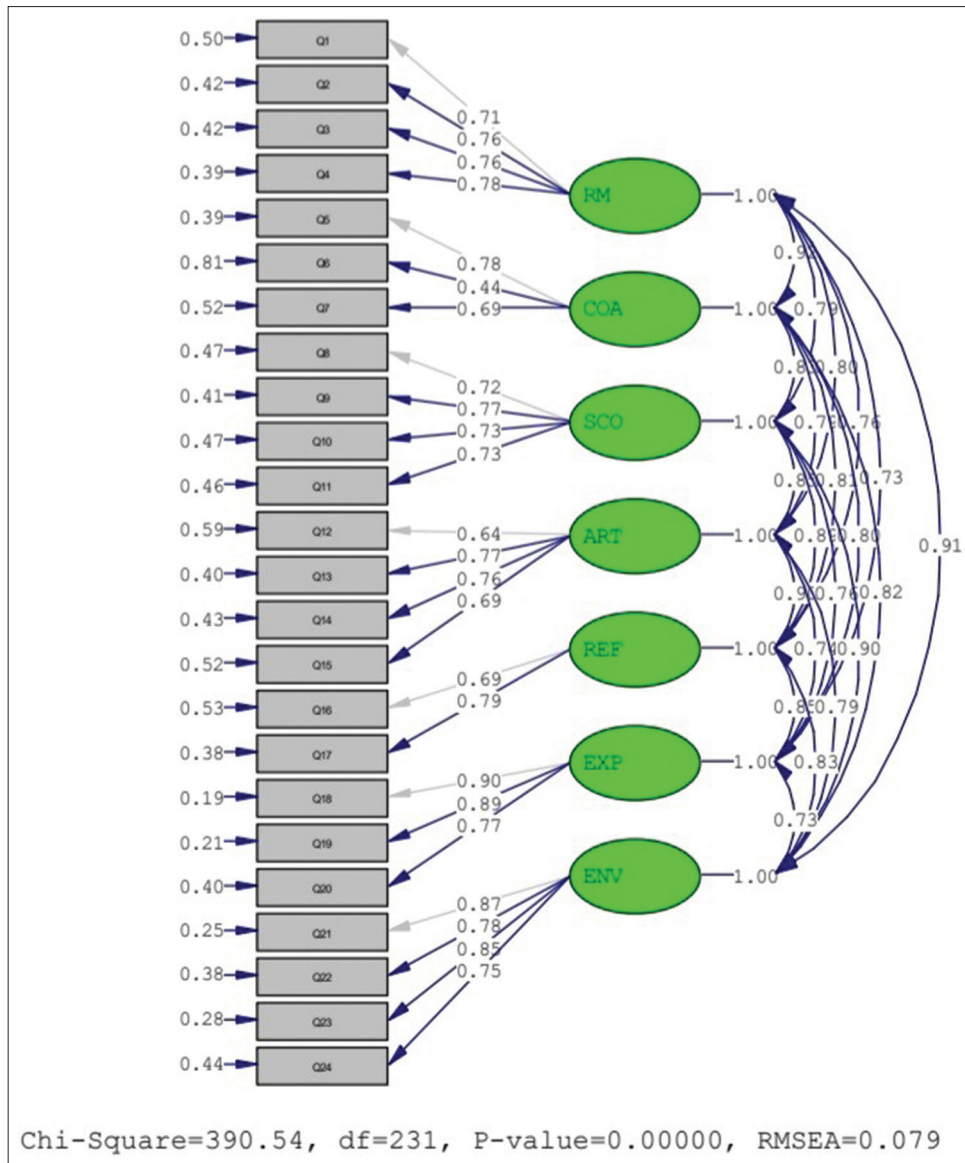 0.50 Q1
0.42 Q2
0.42 Q3
0.39 Q4
0.39 Q5
0.81 Q6
0.52 Q7
0.47 Q8
0.41 Q9
0.47 Q10
0.46 Q11
0.59 Q12
0.40 Q13
0.43 Q14
0.52 Q15
0.53 Q16
0.38 Q17
0.19 Q18
0.21 Q19
0.40 Q20
0.25 Q21
0.38 Q22
0.28 Q23
0.44 Q24
0.71
0.76
0.76
0.78
0.78
0.44
0.69
0.72
0.77
0.73
0.73
0.64
0.77
0.76
0.69
0.69
0.79
0.90
0.89
0.77
0.87
0.78
0.85
0.75
RM 1.00
COA 1.00
SCO 1.00
ART 1.00
REF 1.00
EXP 1.00
ENV 1.00
0.79
0.80
0.76
0.73
0.91
0.81
0.80
0.82
0.89
0.76
0.90
0.74
0.79
0.83
0.73
Chi-Square=390.54, df=231, P-value=0.00000, RMSEA=0.079